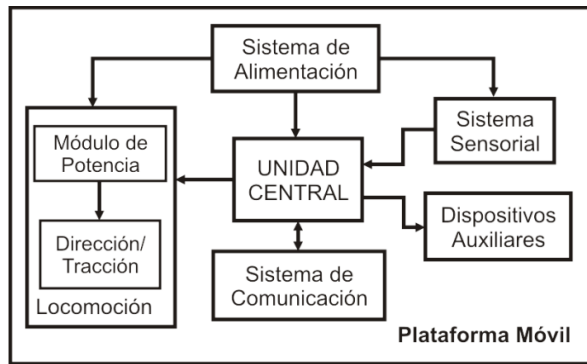 Sistema de
Alimentación
Módulo de
Potencia
Dirección/
Tracción
Locomoción
UNIDAD
CENTRAL
Sistema
Sensorial
Dispositivos
Auxiliares
Sistema de
Comunicación
Plataforma Móvil